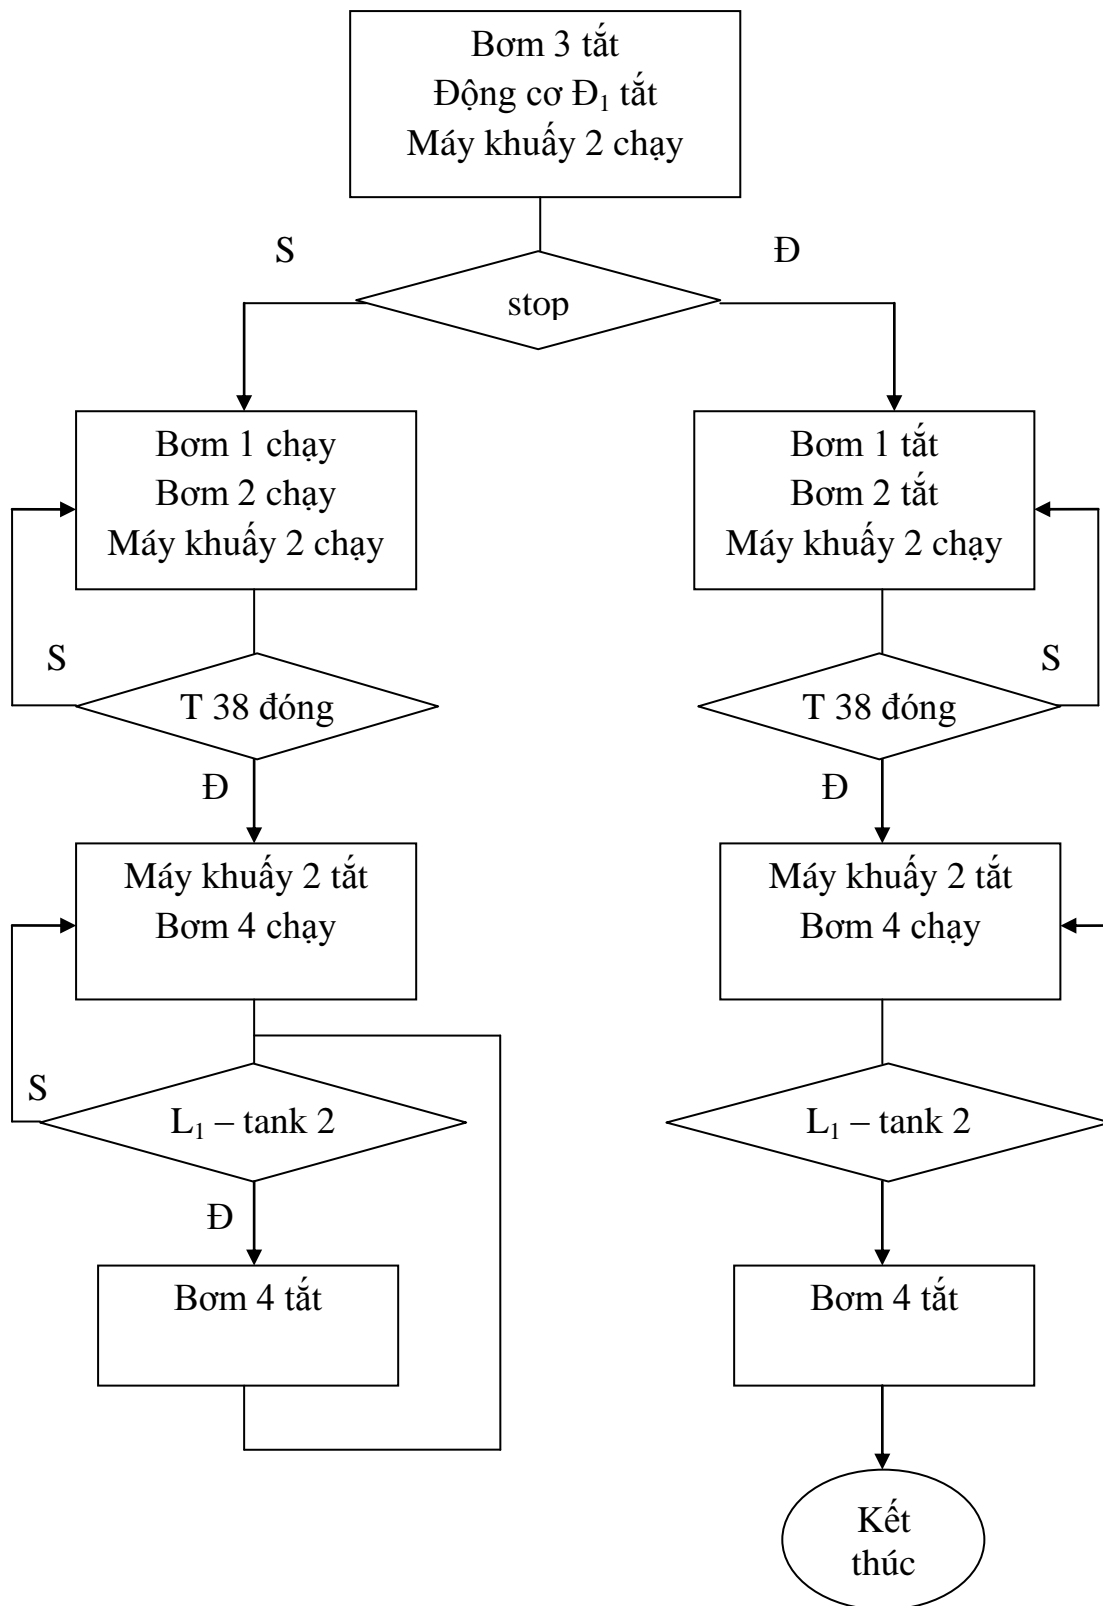 Bơm 3 tắt
Động cơ Đ₁ tắt
Máy khuấy 2 chạy
S
Đ
stop
Bơm 1 chạy
Bơm 2 chạy
Máy khuấy 2 chạy
Bơm 1 tắt
Bơm 2 tắt
Máy khuấy 2 chạy
S
T 38 đóng
S
T 38 đóng
Đ
Đ
Máy khuấy 2 tắt
Bơm 4 chạy
Máy khuấy 2 tắt
Bơm 4 chạy
S
L₁ – tank 2
L₁ – tank 2
Đ
Bơm 4 tắt
Bơm 4 tắt
Kết
thúc